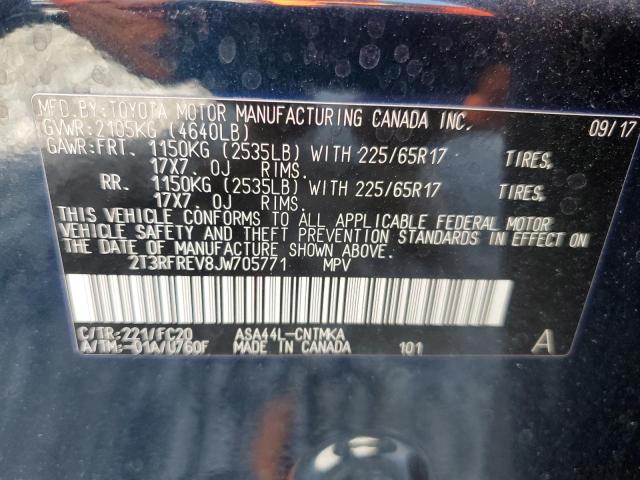 MFD.BY:TOYOTA MOTOR MANUFACTURING CANADA INC. 09/17
GVWR:2105KG (4640LB)
GAWR:FRT. 1150KG (2535LB) WITH 225/65R17 TIRES,
17X7. 0J RIMS.
RR. 1150KG (2535LB) WITH 225/65R17 TIRES,
17X7. 0J RIMS.
THIS VEHICLE CONFORMS TO ALL APPLICABLE FEDERAL MOTOR
VEHICLE SAFETY AND THEFT PREVENTION STANDARDS IN EFFECT ON
THE DATE OF MANUFACTURE SHOWN ABOVE.
2T3RFREV8JW705771 MPV
C/TR:221/FC20 ASA44L-CNTMKA
A/TM:-01A/U760F MADE IN CANADA 101 A